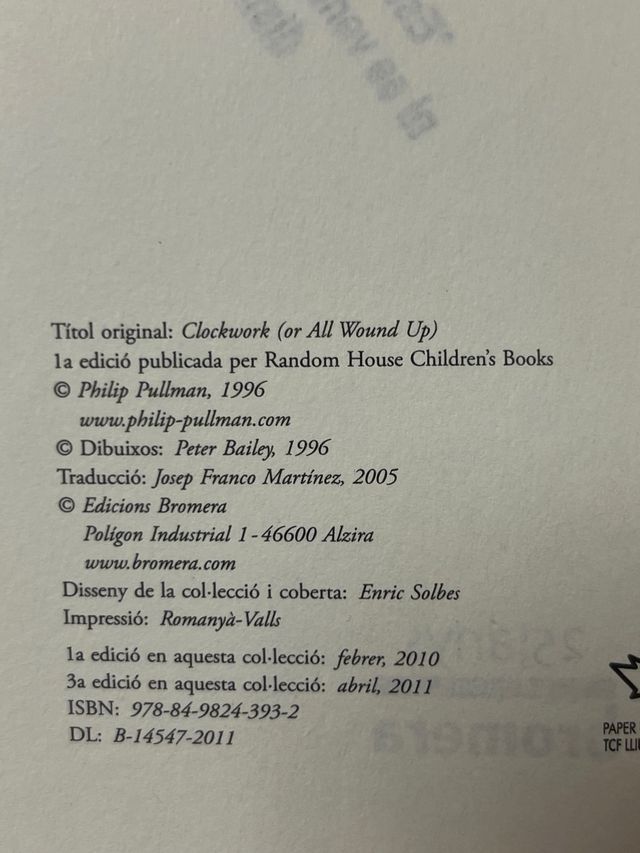 Títol original: Clockwork (or All Wound Up)
1a edició publicada per Random House Children's Books
© Philip Pullman, 1996
www.philip-pullman.com
© Dibuixos: Peter Bailey, 1996
Traducció: Josep Franco Martínez, 2005
© Edicions Bromera
Polígon Industrial 1 - 46600 Alzira
www.bromera.com
Disseny de la col·lecció i coberta: Enric Solbes
Impressió: Romanyà-Valls
1a edició en aquesta col·lecció: febrer, 2010
3a edició en aquesta col·lecció: abril, 2011
ISBN: 978-84-9824-393-2
DL: B-14547-2011
PAPER
TCF